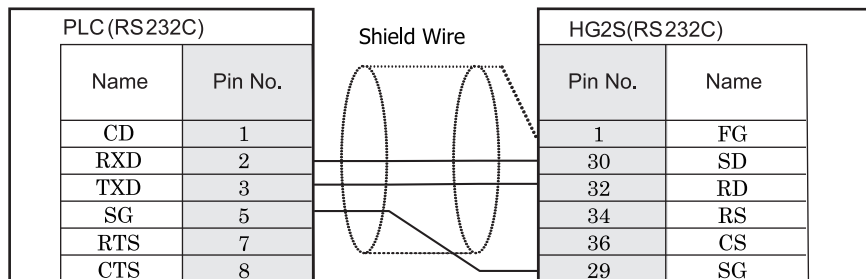 PLC(RS232C) Shield Wire HG2S(RS232C)
Name Pin No. Pin No. Name
CD 1 1 FG
RXD 2 30 SD
TXD 3 32 RD
SG 5 34 RS
RTS 7 36 CS
CTS 8 29 SG